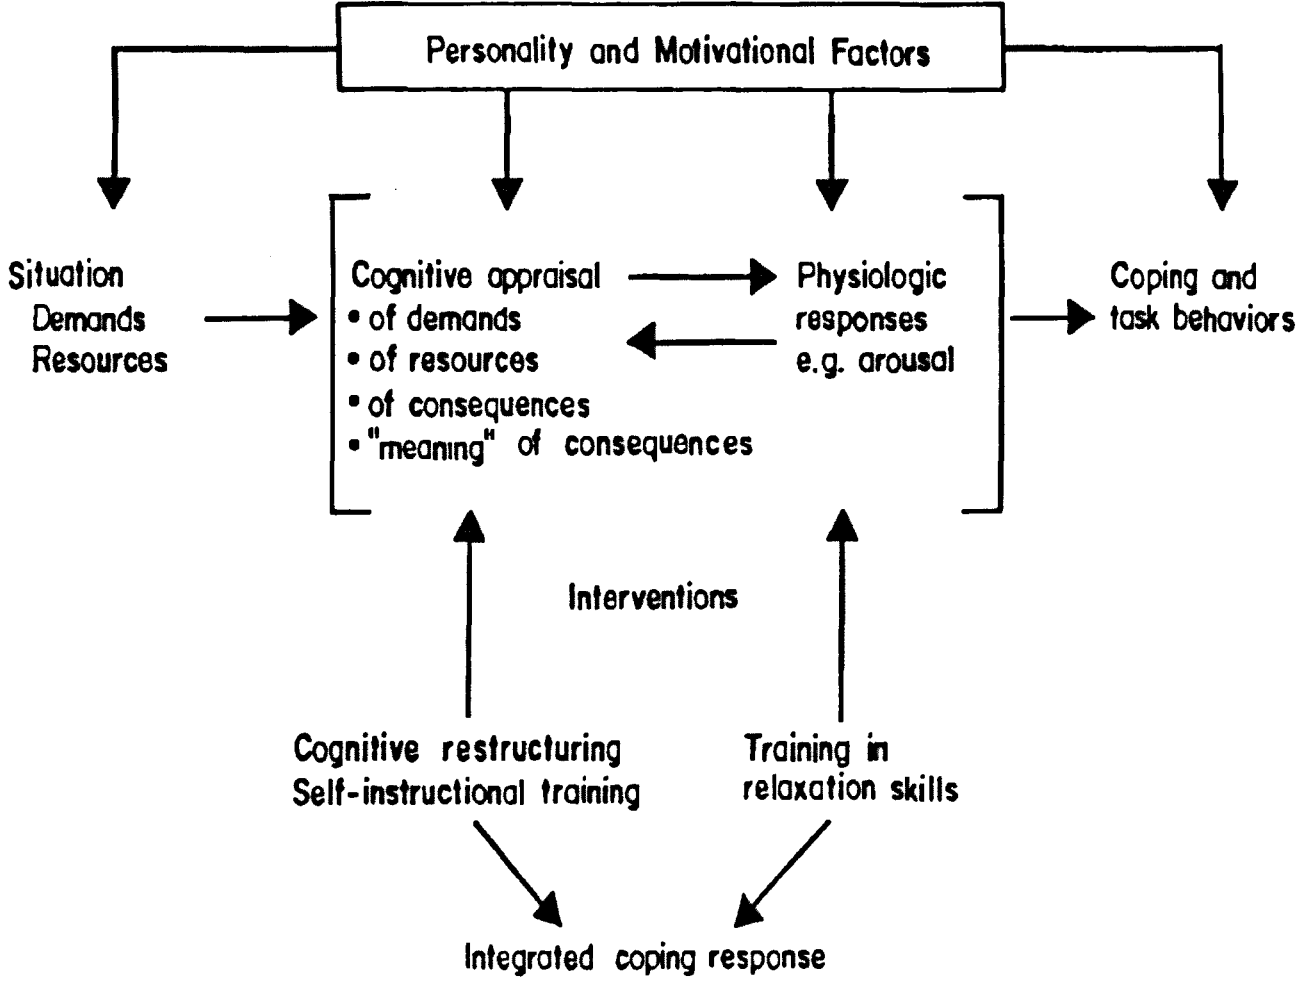 Personality and Motivational Factors
Situation
Demands
Resources
Cognitive appraisal
• of demands
• of resources
• of consequences
• "meaning" of consequences
Physiologic
responses
e.g. arousal
Coping and
task behaviors
Interventions
Cognitive restructuring
Self-instructional training
Training in
relaxation skills
Integrated coping response